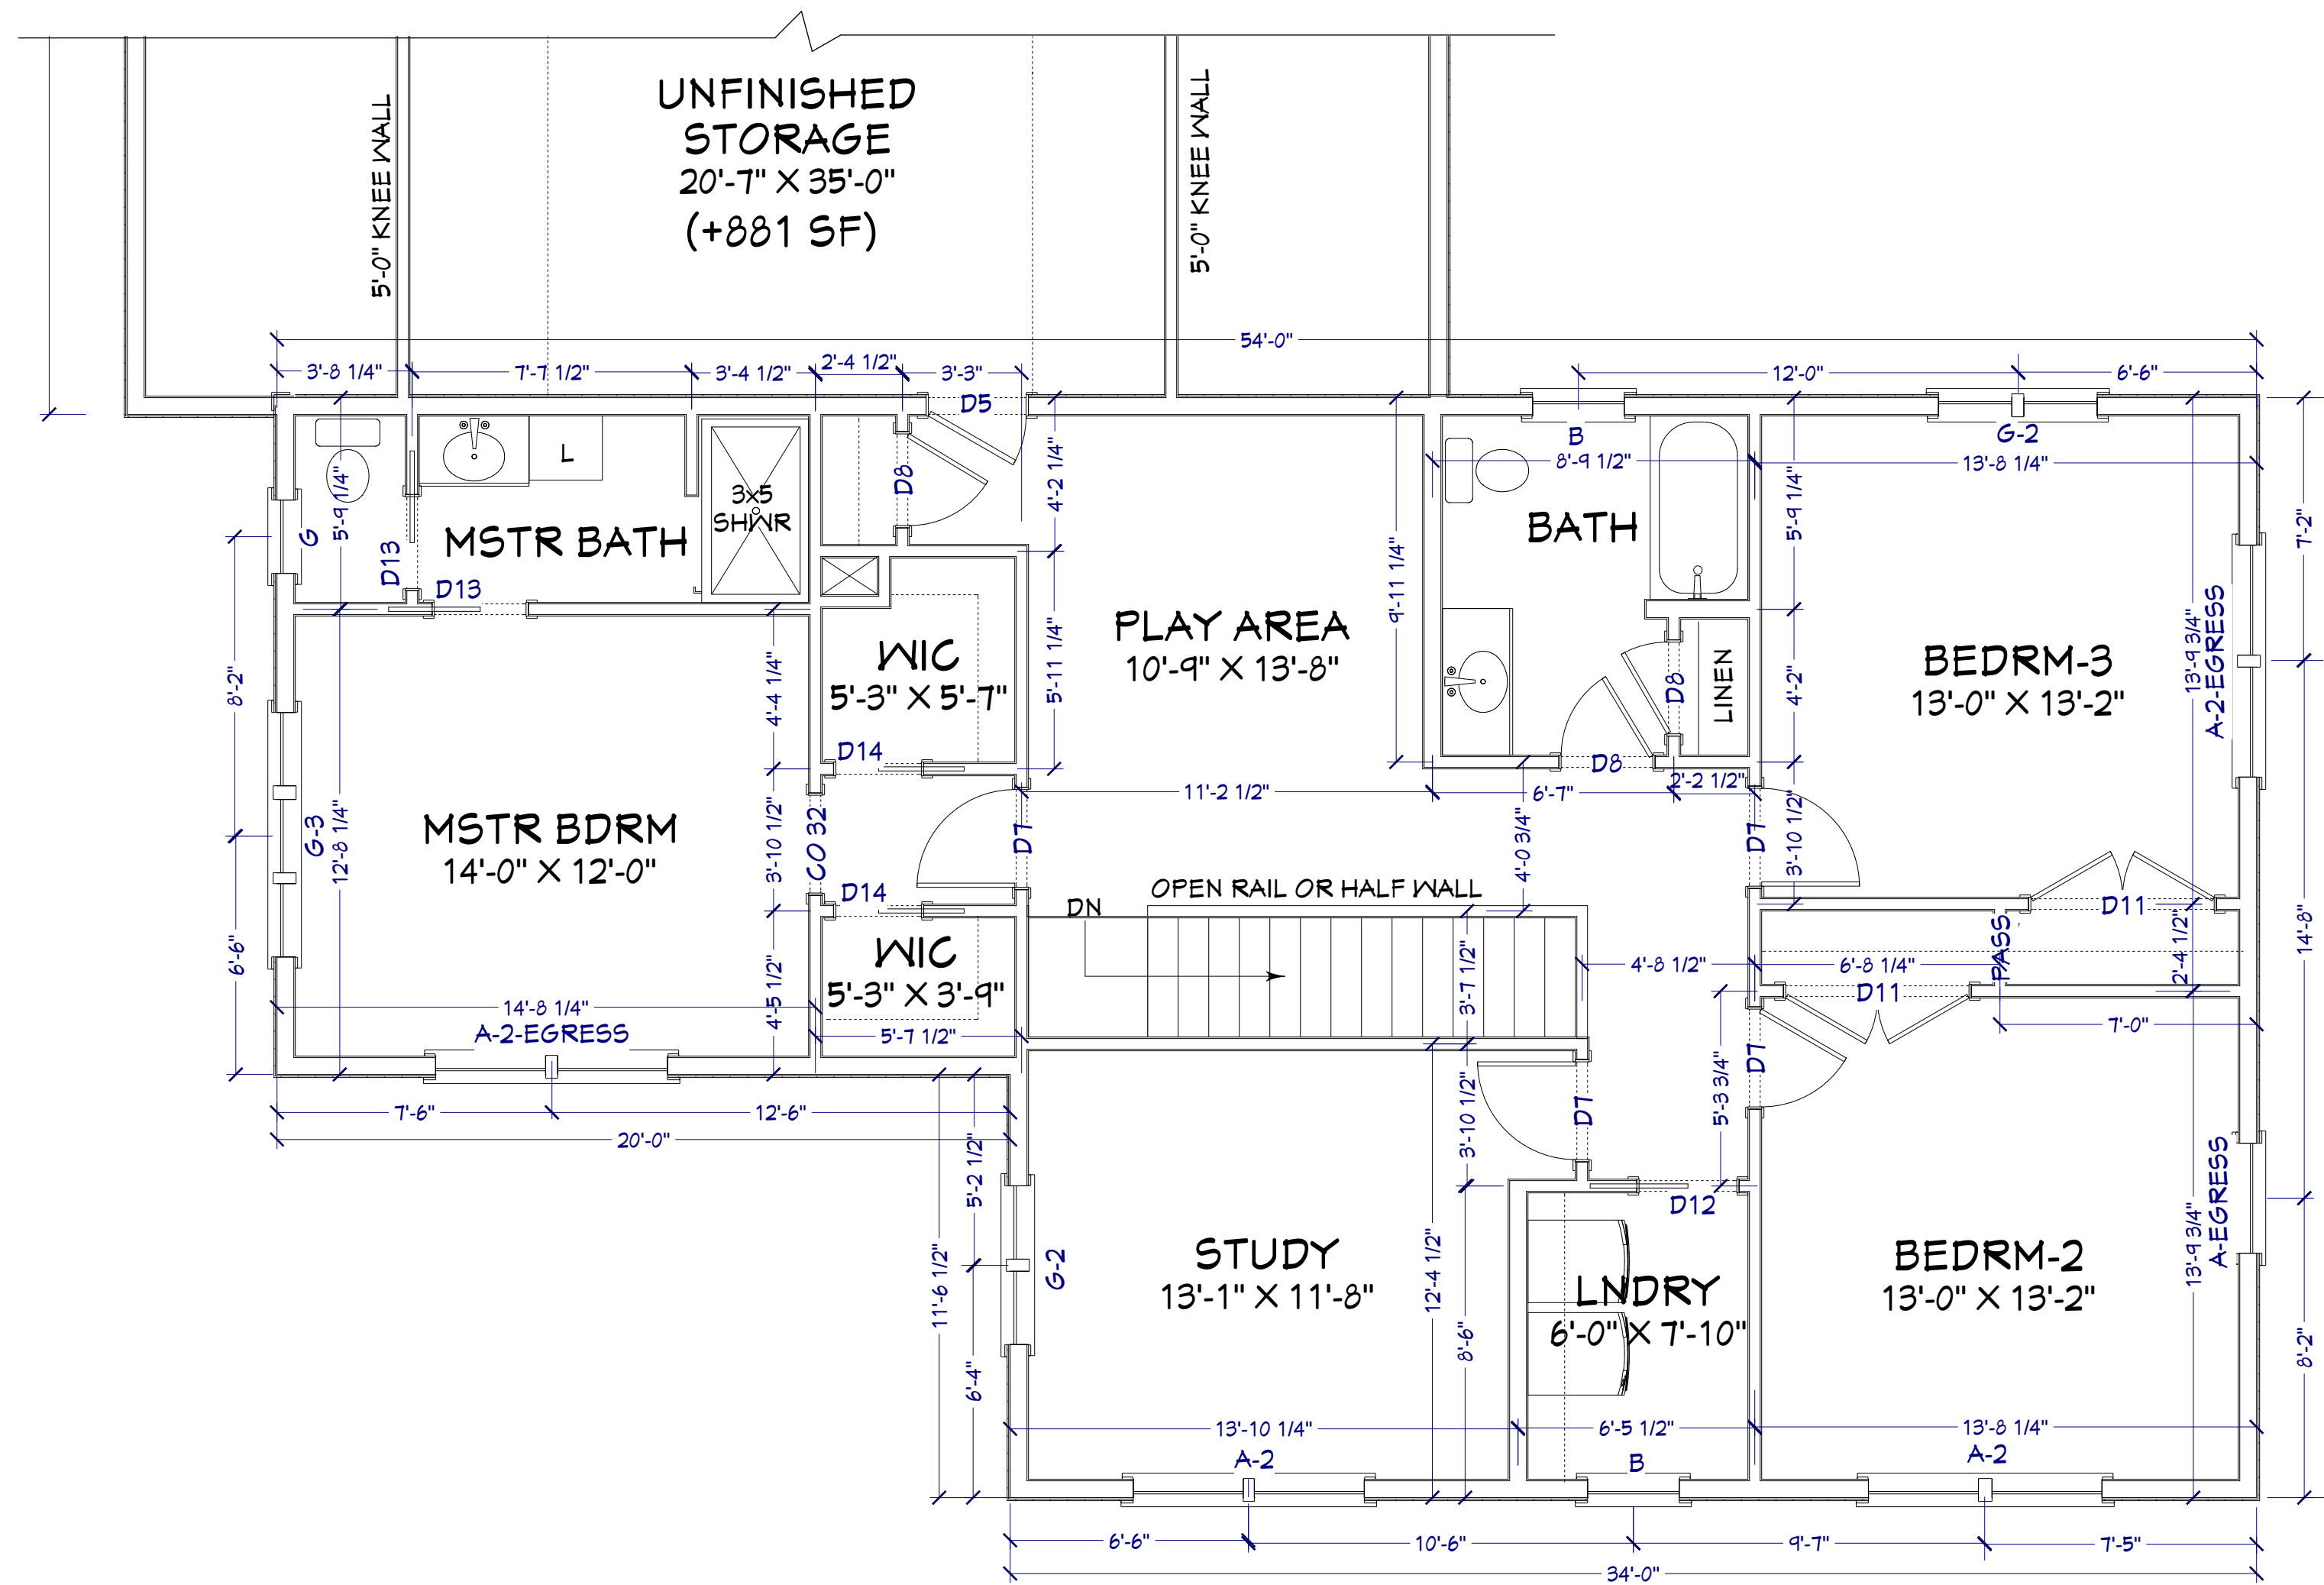 UNFINISHED
STORAGE
20'-7" X 35'-0"
(+881 SF)
5'-0" KNEE WALL
5'-0" KNEE WALL
54'-0"
3'-8 1/4"
7'-7 1/2"
3'-4 1/2"
2'-4 1/2"
3'-3"
12'-0"
6'-6"
D5
B
G-2
8'-9 1/2"
13'-8 1/4"
L
3x5
SHWR
D8
4'-2 1/4"
5'-9 1/4"
G
D13
MSTR BATH
D13
BATH
5'-9 1/4"
7'-2"
9'-11 1/4"
PLAY AREA
10'-9" X 13'-8"
WIC
5'-3" X 5'-7"
5'-11 1/4"
4'-4 1/4"
8'-2"
D8
LINEN
4'-2"
BEDRM-3
13'-0" X 13'-2"
13'-9 3/4"
A-2-EGRESS
D14
D8
2'-2 1/2"
11'-2 1/2"
6'-7"
MSTR BDRM
14'-0" X 12'-0"
G-3
12'-8 1/4"
3'-10 1/2"
CO 32
D7
4'-0 3/4"
D7
3'-10 1/2"
D14
OPEN RAIL OR HALF WALL
DN
D11
14'-8"
WIC
5'-3" X 3'-9"
6'-6"
4'-5 1/2"
3'-7 1/2"
4'-8 1/2"
6'-8 1/4"
PASS
2'-4 1/2"
D11
14'-8 1/4"
A-2-EGRESS
5'-7 1/2"
7'-0"
D7
5'-3 3/4"
7'-6"
12'-6"
20'-0"
3'-10 1/2"
D7
5'-2 1/2"
D12
A-EGRESS
13'-9 3/4"
STUDY
13'-1" X 11'-8"
G-2
11'-6 1/2"
12'-4 1/2"
LNDRY
6'-0" X 7'-10"
BEDRM-2
13'-0" X 13'-2"
6'-4"
8'-6"
8'-2"
13'-10 1/4"
6'-5 1/2"
13'-8 1/4"
A-2
B
A-2
6'-6"
10'-6"
9'-7"
7'-5"
34'-0"